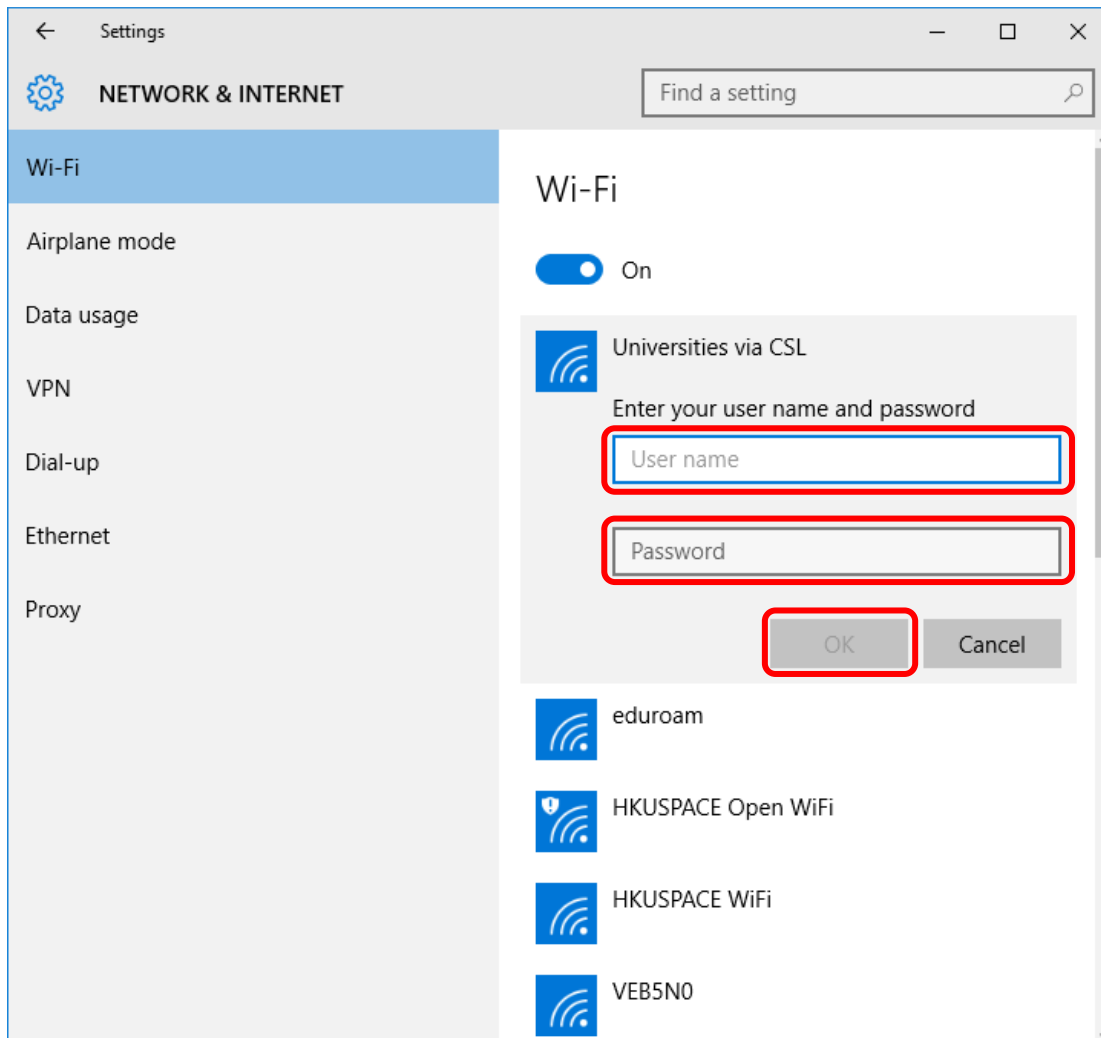 Settings
NETWORK & INTERNET
Find a setting
Wi-Fi
Airplane mode
Data usage
VPN
Dial-up
Ethernet
Proxy
Wi-Fi
On
Universities via CSL
Enter your user name and password
User name
Password
OK
Cancel
eduroam
HKUSPACE Open WiFi
HKUSPACE WiFi
VEB5N0